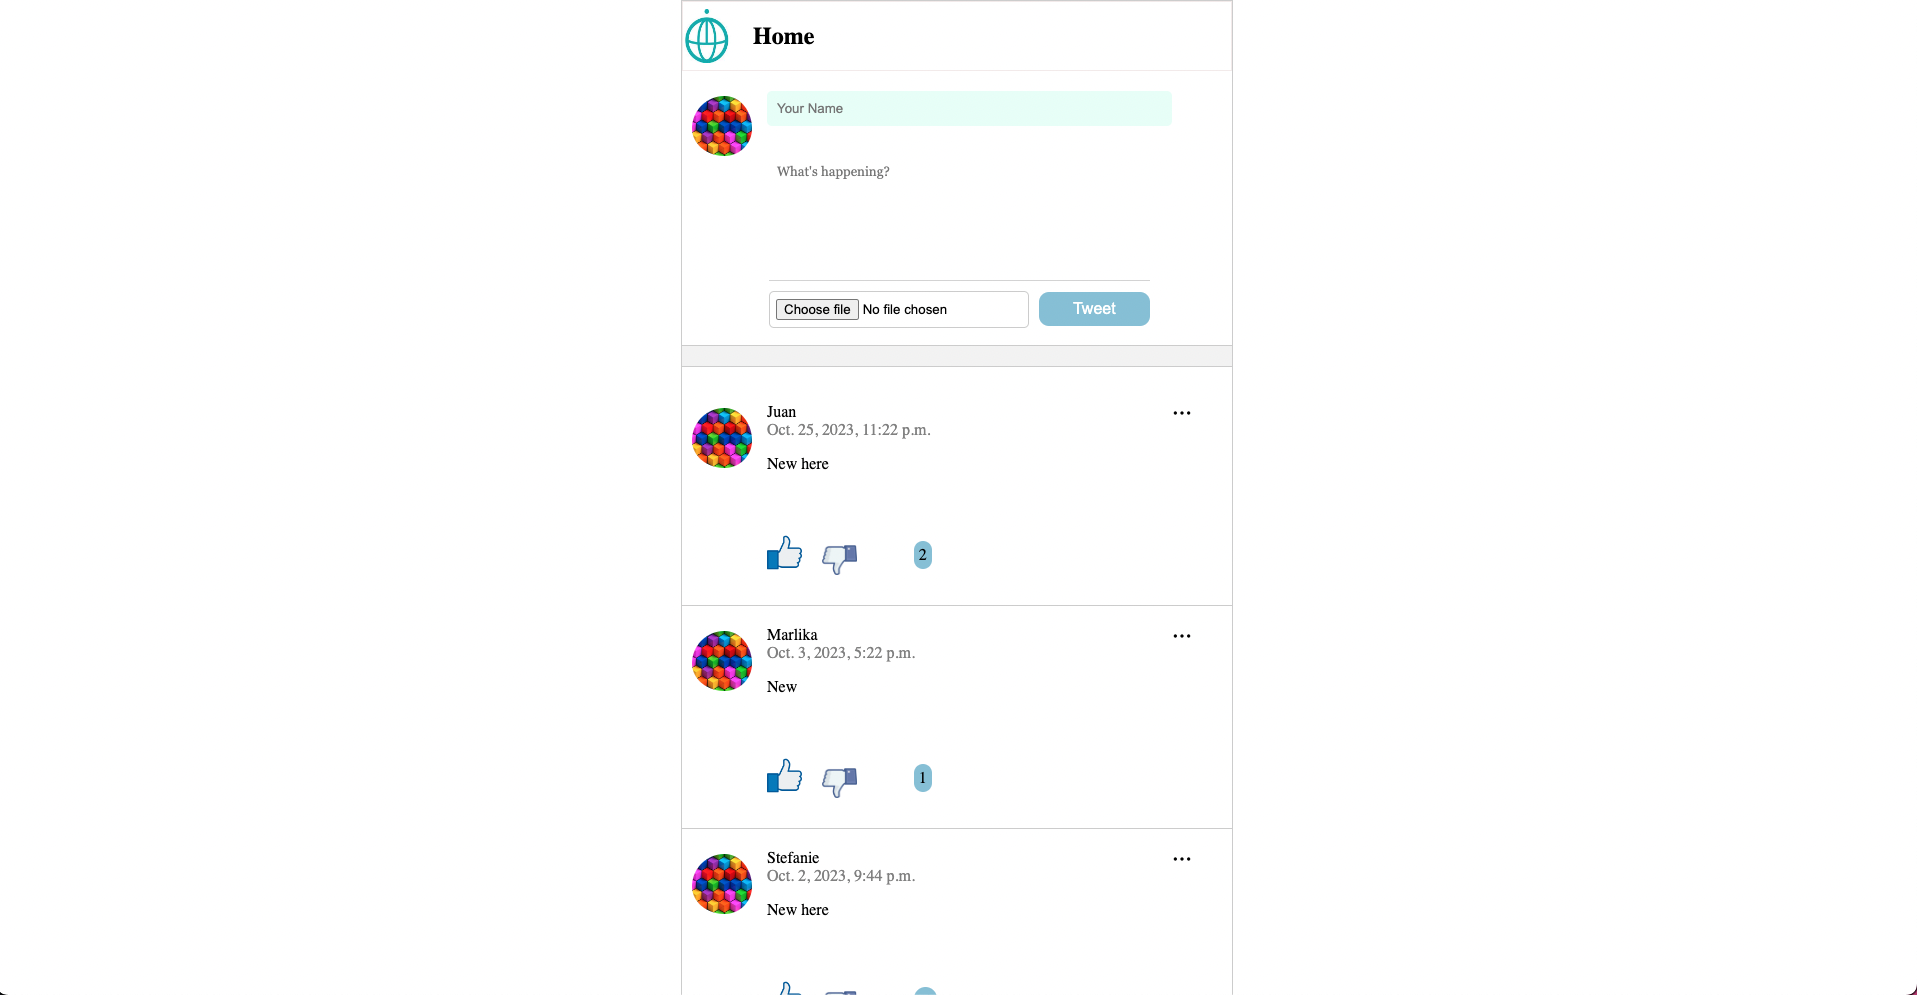 Home
Your Name
What's happening?
Choose file No file chosen
Tweet
Juan
Oct. 25, 2023, 11:22 p.m.
New here
2
Marlika
Oct. 3, 2023, 5:22 p.m.
New
1
Stefanie
Oct. 2, 2023, 9:44 p.m.
New here